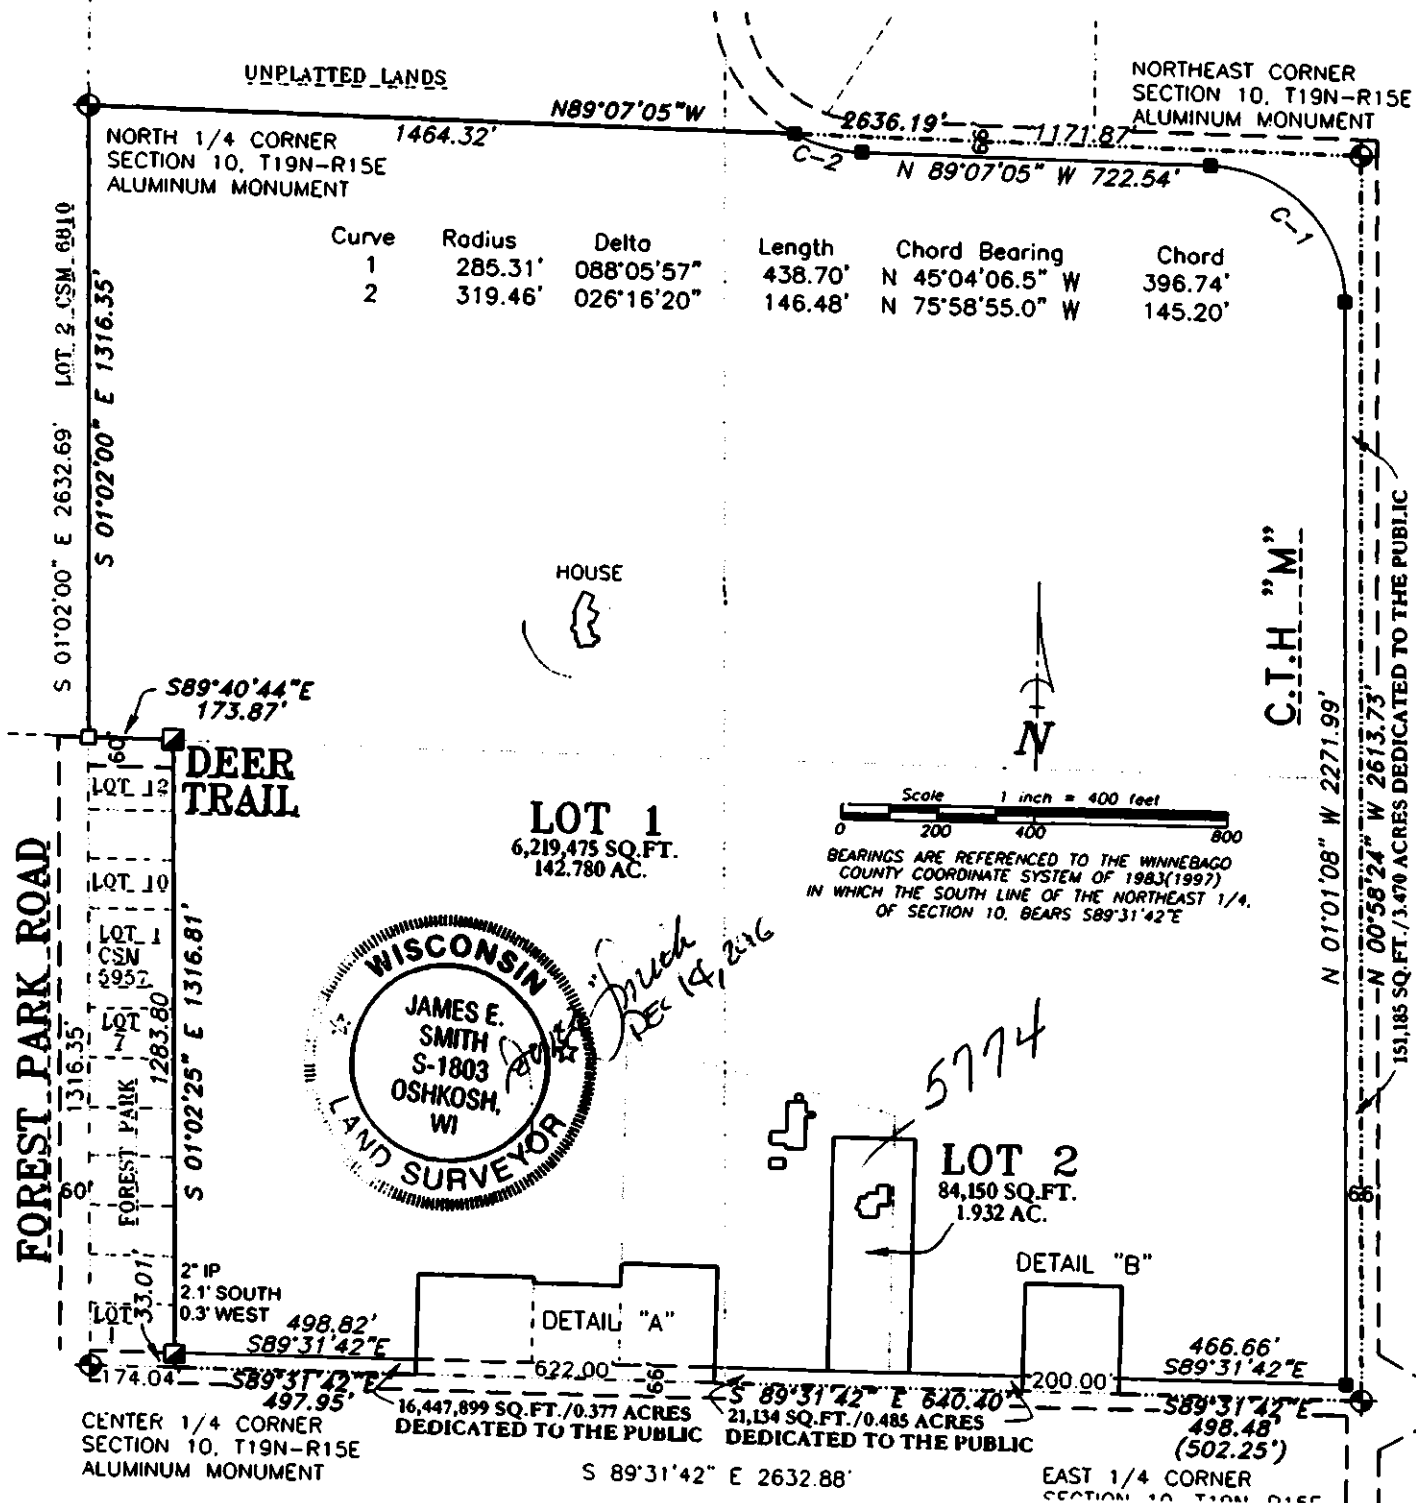 UNPLATTED LANDS
N89°07'05"W
1464.32'
NORTH 1/4 CORNER
SECTION 10, T19N-R15E
ALUMINUM MONUMENT
2636.19'
66'
1171.87'
NORTHEAST CORNER
SECTION 10, T19N-R15E
ALUMINUM MONUMENT
C-2
N 89°07'05" W 722.54'
C-1
Curve Radius Delta Length Chord Bearing Chord
1 285.31' 088°05'57" 438.70' N 45°04'06.5" W 396.74'
2 319.46' 026°16'20" 146.48' N 75°58'55.0" W 145.20'
LOT 2 CSM 6810
S 01°02'00" E 2632.69'
S 01°02'00" E 1316.35'
HOUSE
S89°40'44"E
173.87'
60'
DEER
TRAIL
LOT 12
LOT 10
LOT 1
CSN
5957
LOT
7
FOREST PARK
LOT
1
FOREST PARK ROAD
1316.35'
60'
1283.80
33.01'
S 01°02'25" E 1316.81'
LOT 1
6,219,475 SQ.FT.
142.780 AC.
N
Scale 1 inch = 400 feet
0 200 400 800
BEARINGS ARE REFERENCED TO THE WINNEBAGO
COUNTY COORDINATE SYSTEM OF 1983(1997)
IN WHICH THE SOUTH LINE OF THE NORTHEAST 1/4,
OF SECTION 10, BEARS S89°31'42"E
C.T.H "M"
N 01°01'08" W 2271.99'
N 00°58'24" W 2613.73'
151,185 SQ.FT./3.470 ACRES DEDICATED TO THE PUBLIC
66
WISCONSIN
JAMES E.
SMITH
S-1803
OSHKOSH,
WI
LAND SURVEYOR
Smith
DEC 14,
5774
LOT 2
84,150 SQ.FT.
1.932 AC.
DETAIL "A"
DETAIL "B"
2" IP
2.1' SOUTH
0.3' WEST
498.82'
S89°31'42"E
174.04
S89°31'42"E
497.95'
622.00'
66'
16,447,899 SQ.FT./0.377 ACRES
DEDICATED TO THE PUBLIC
S 89°31'42" E 640.40'
21,134 SQ.FT./0.485 ACRES
DEDICATED TO THE PUBLIC
200.00'
466.66'
S89°31'42"E
S89°31'42"E
498.48'
(502.25')
CENTER 1/4 CORNER
SECTION 10, T19N-R15E
ALUMINUM MONUMENT
S 89°31'42" E 2632.88'
EAST 1/4 CORNER
SECTION 10, T19N-R15E